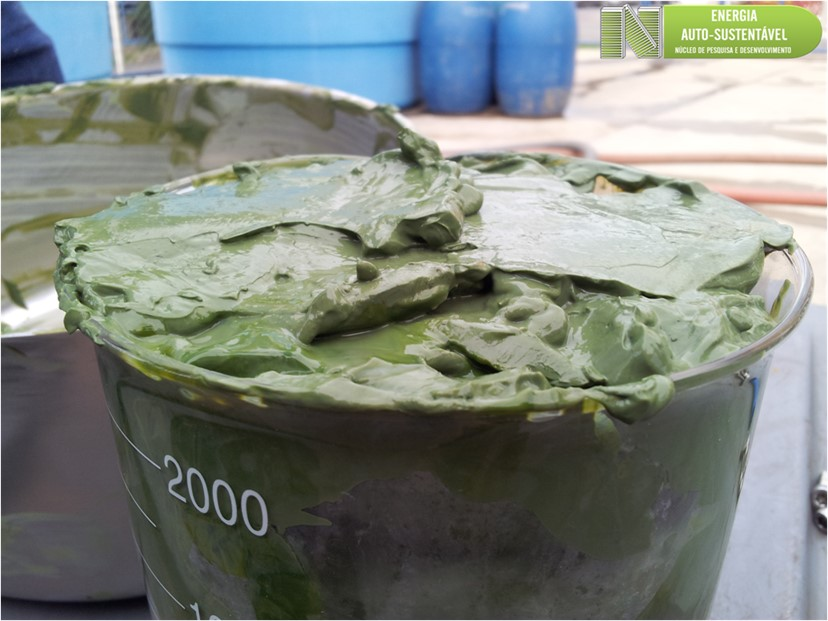 N ENERGIA
AUTO-SUSTENTÁVEL
NÚCLEO DE PESQUISA E DESENVOLVIMENTO
2000